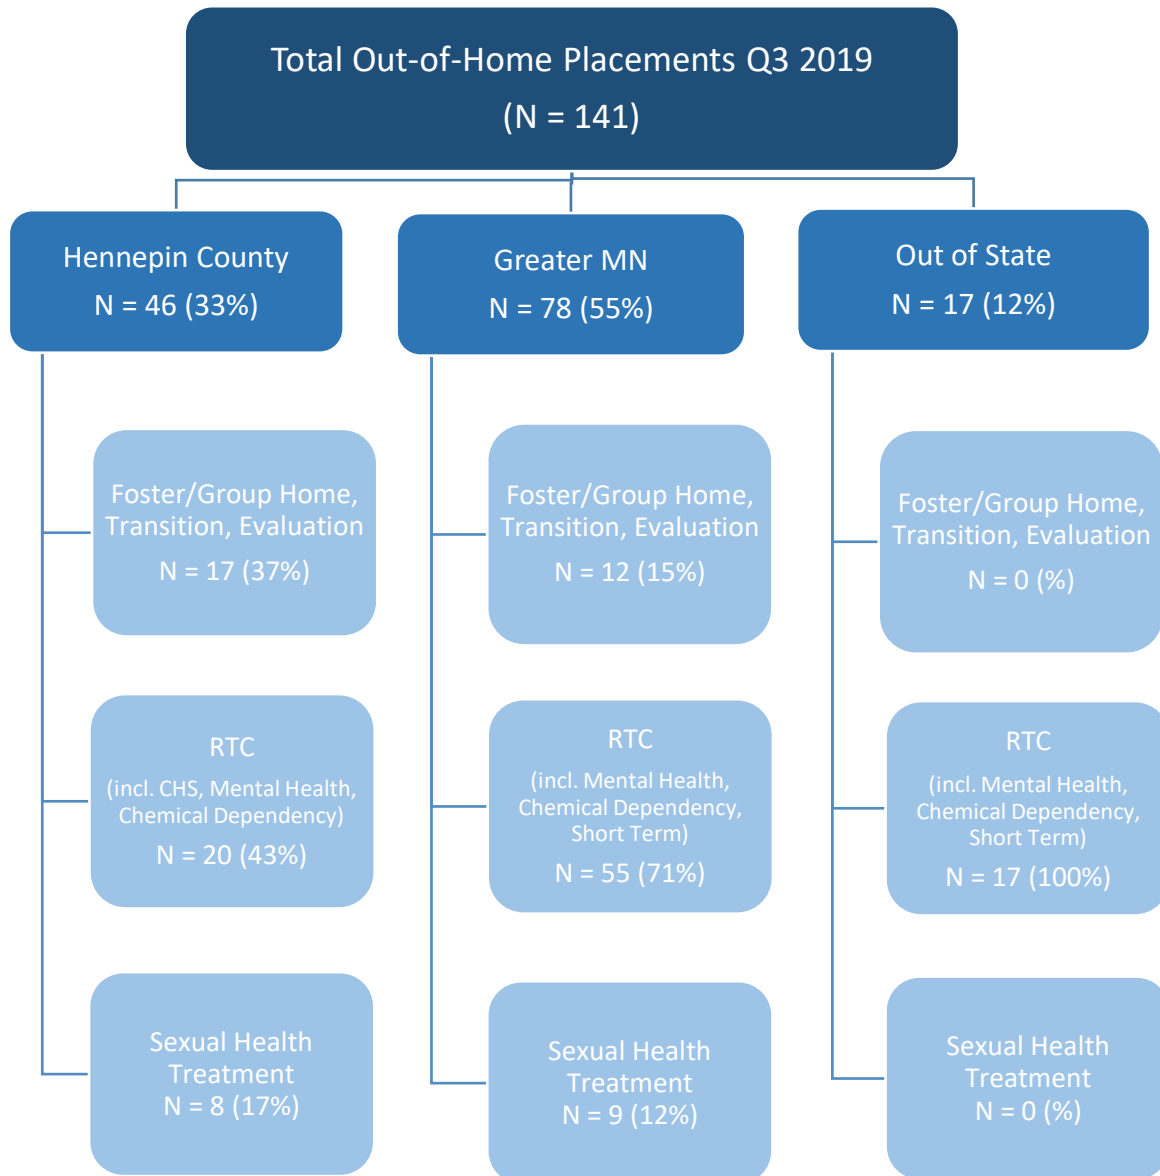 Total Out-of-Home Placements Q3 2019
(N = 141)
Hennepin County
N = 46 (33%)
Greater MN
N = 78 (55%)
Out of State
N = 17 (12%)
Foster/Group Home,
Transition, Evaluation
N = 17 (37%)
Foster/Group Home,
Transition, Evaluation
N = 12 (15%)
Foster/Group Home,
Transition, Evaluation
N = 0 (%)
RTC
(incl. CHS, Mental Health,
Chemical Dependency)
N = 20 (43%)
RTC
(incl. Mental Health,
Chemical Dependency,
Short Term)
N = 55 (71%)
RTC
(incl. Mental Health,
Chemical Dependency,
Short Term)
N = 17 (100%)
Sexual Health
Treatment
N = 8 (17%)
Sexual Health
Treatment
N = 9 (12%)
Sexual Health
Treatment
N = 0 (%)